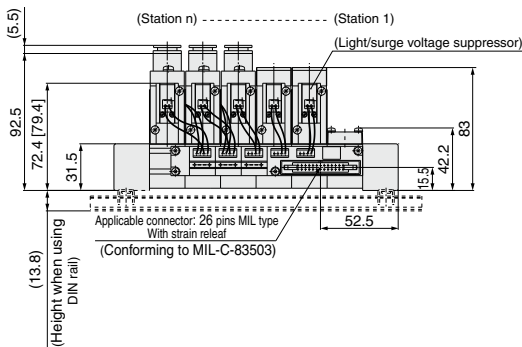 (Station n)
(Station 1)
(Light/surge voltage suppressor)
(5.5)
92.5
72.4 [79.4]
31.5
83
42.2
15.5
52.5
Applicable connector: 26 pins MIL type
With strain releaf
(Conforming to MIL-C-83503)
(13.8)
(Height when using
DIN rail)